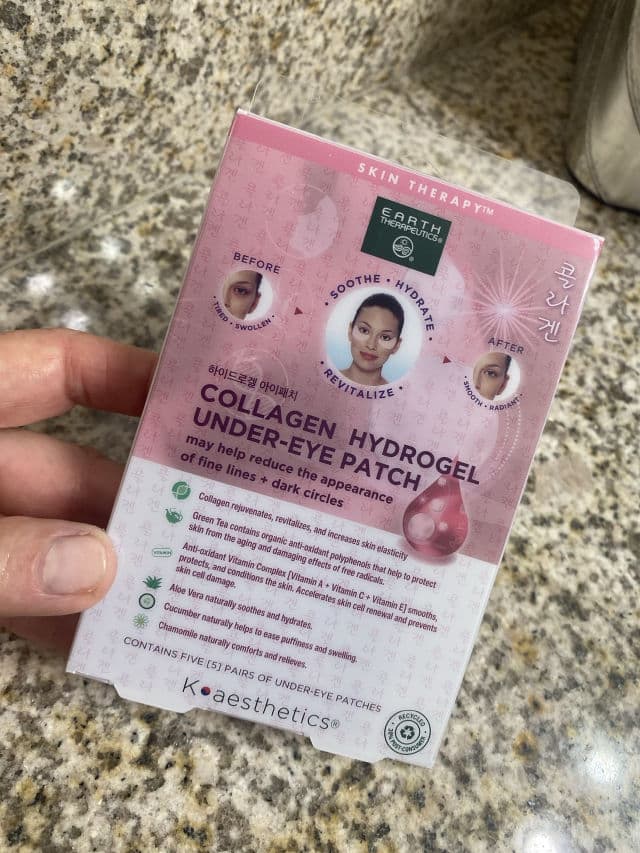 SKIN THERAPY™
EARTH
THERAPEUTICS®
콜라겐
BEFORE
• TIRED • SWOLLEN •
• SOOTHE • HYDRATE •
REVITALIZE
AFTER
• SMOOTH • RADIANT •
하이드로겔 아이패치
COLLAGEN HYDROGEL
UNDER-EYE PATCH
may help reduce the appearance
of fine lines + dark circles
Collagen rejuvenates, revitalizes, and increases skin elasticity
Green Tea contains organic anti-oxidant polyphenols that help to protect
skin from the aging and damaging effects of free radicals.
VITAMIN
Anti-oxidant Vitamin Complex [Vitamin A + Vitamin C + Vitamin E] smooths,
protects, and conditions the skin. Accelerates skin cell renewal and prevents
skin cell damage.
Aloe Vera naturally soothes and hydrates.
Cucumber naturally helps to ease puffiness and swelling.
Chamomile naturally comforts and relieves.
CONTAINS FIVE [5] PAIRS OF UNDER-EYE PATCHES
K aesthetics®
RECYCLED
POST-CONSUMER